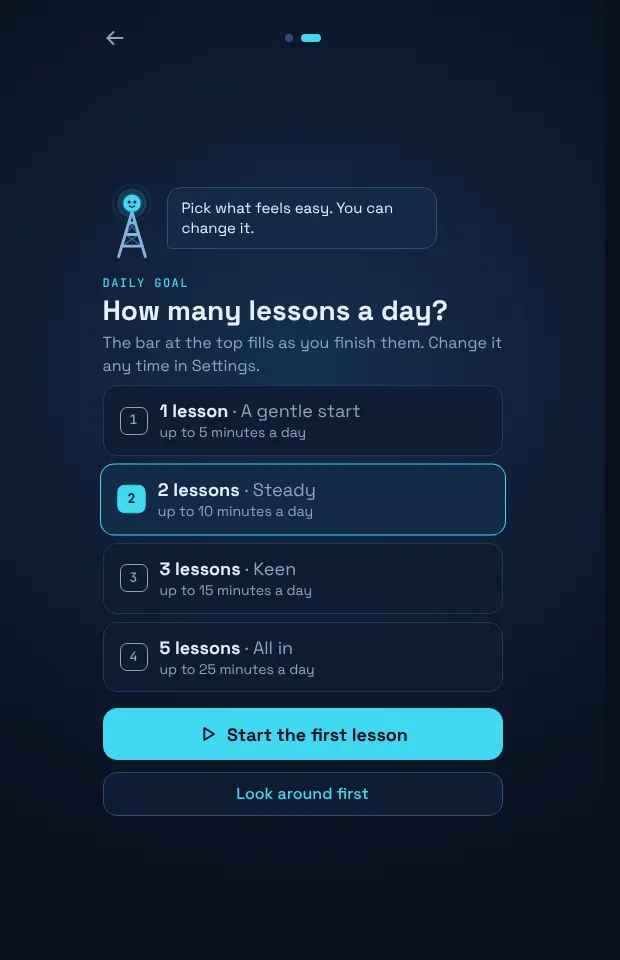 Pick what feels easy. You can
change it.
DAILY GOAL
How many lessons a day?
The bar at the top fills as you finish them. Change it
any time in Settings.
1
1 lesson · A gentle start
up to 5 minutes a day
2
2 lessons · Steady
up to 10 minutes a day
3
3 lessons · Keen
up to 15 minutes a day
4
5 lessons · All in
up to 25 minutes a day
Start the first lesson
Look around first